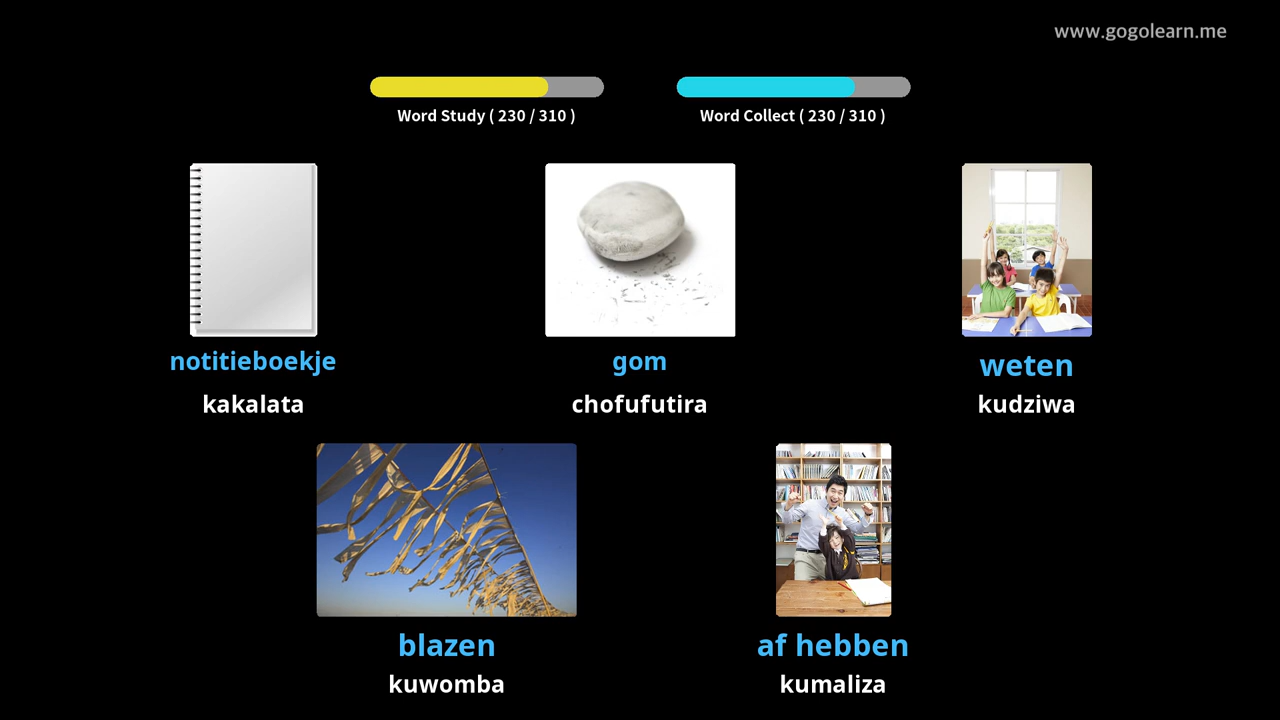 www.gogolearn.me
Word Study ( 230 / 310 )
Word Collect ( 230 / 310 )
notitieboekje
kakalata
gom
chofufutira
weten
kudziwa
blazen
kuwomba
af hebben
kumaliza